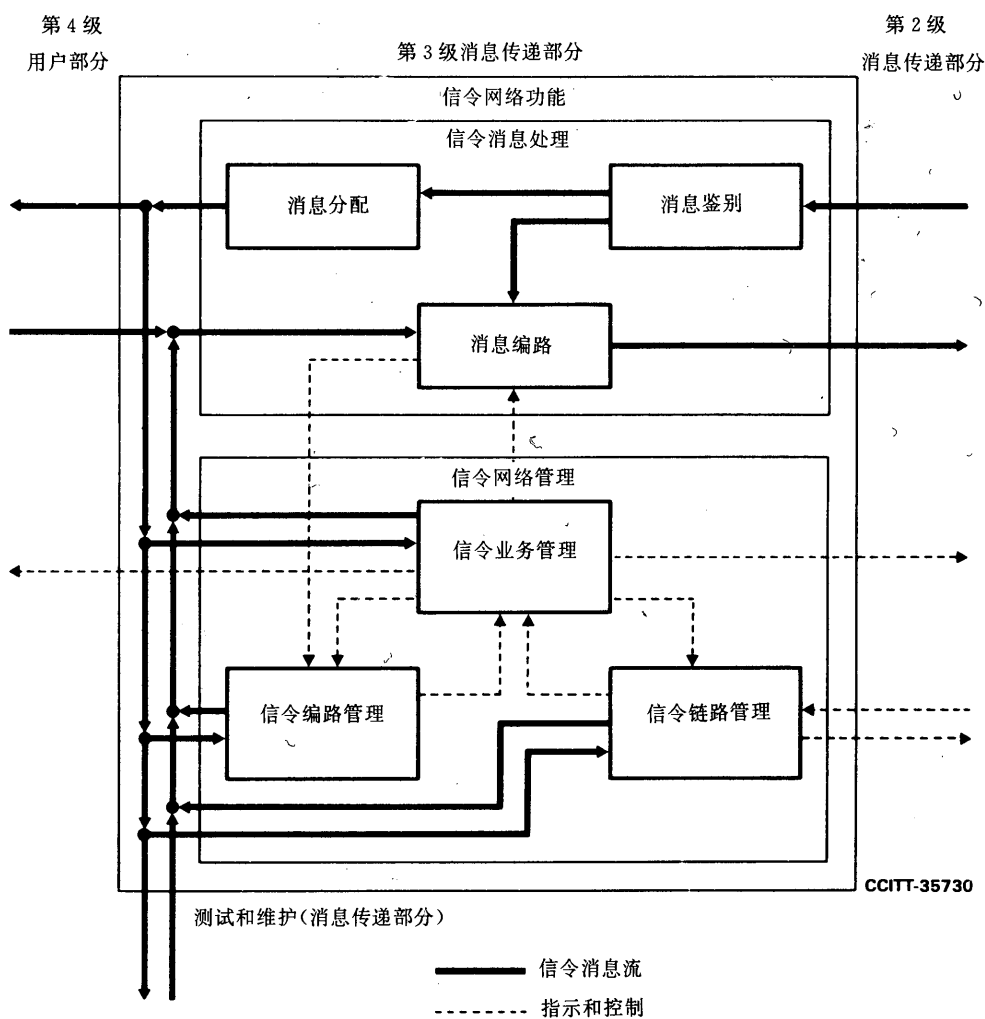 第4级
用户部分
第3级消息传递部分
第2级
消息传递部分
信令网络功能
信令消息处理
消息分配
消息鉴别
消息编路
信令网络管理
信令业务管理
信令编路管理
信令链路管理
CCITT-35730
测试和维护(消息传递部分)
信令消息流
指示和控制